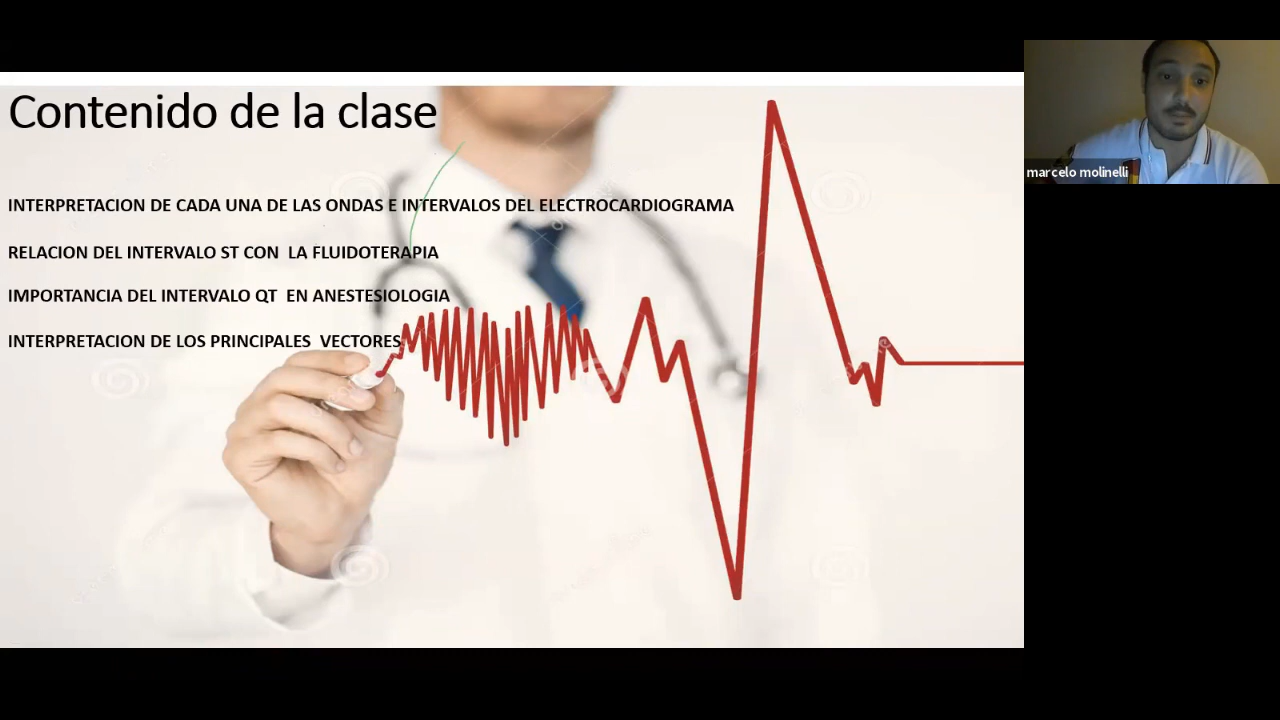 Contenido de la clase
INTERPRETACION DE CADA UNA DE LAS ONDAS E INTERVALOS DEL ELECTROCARDIOGRAMA
RELACION DEL INTERVALO ST CON LA FLUIDOTERAPIA
IMPORTANCIA DEL INTERVALO QT EN ANESTESIOLOGIA
INTERPRETACION DE LOS PRINCIPALES VECTORES
marcelo molinelli